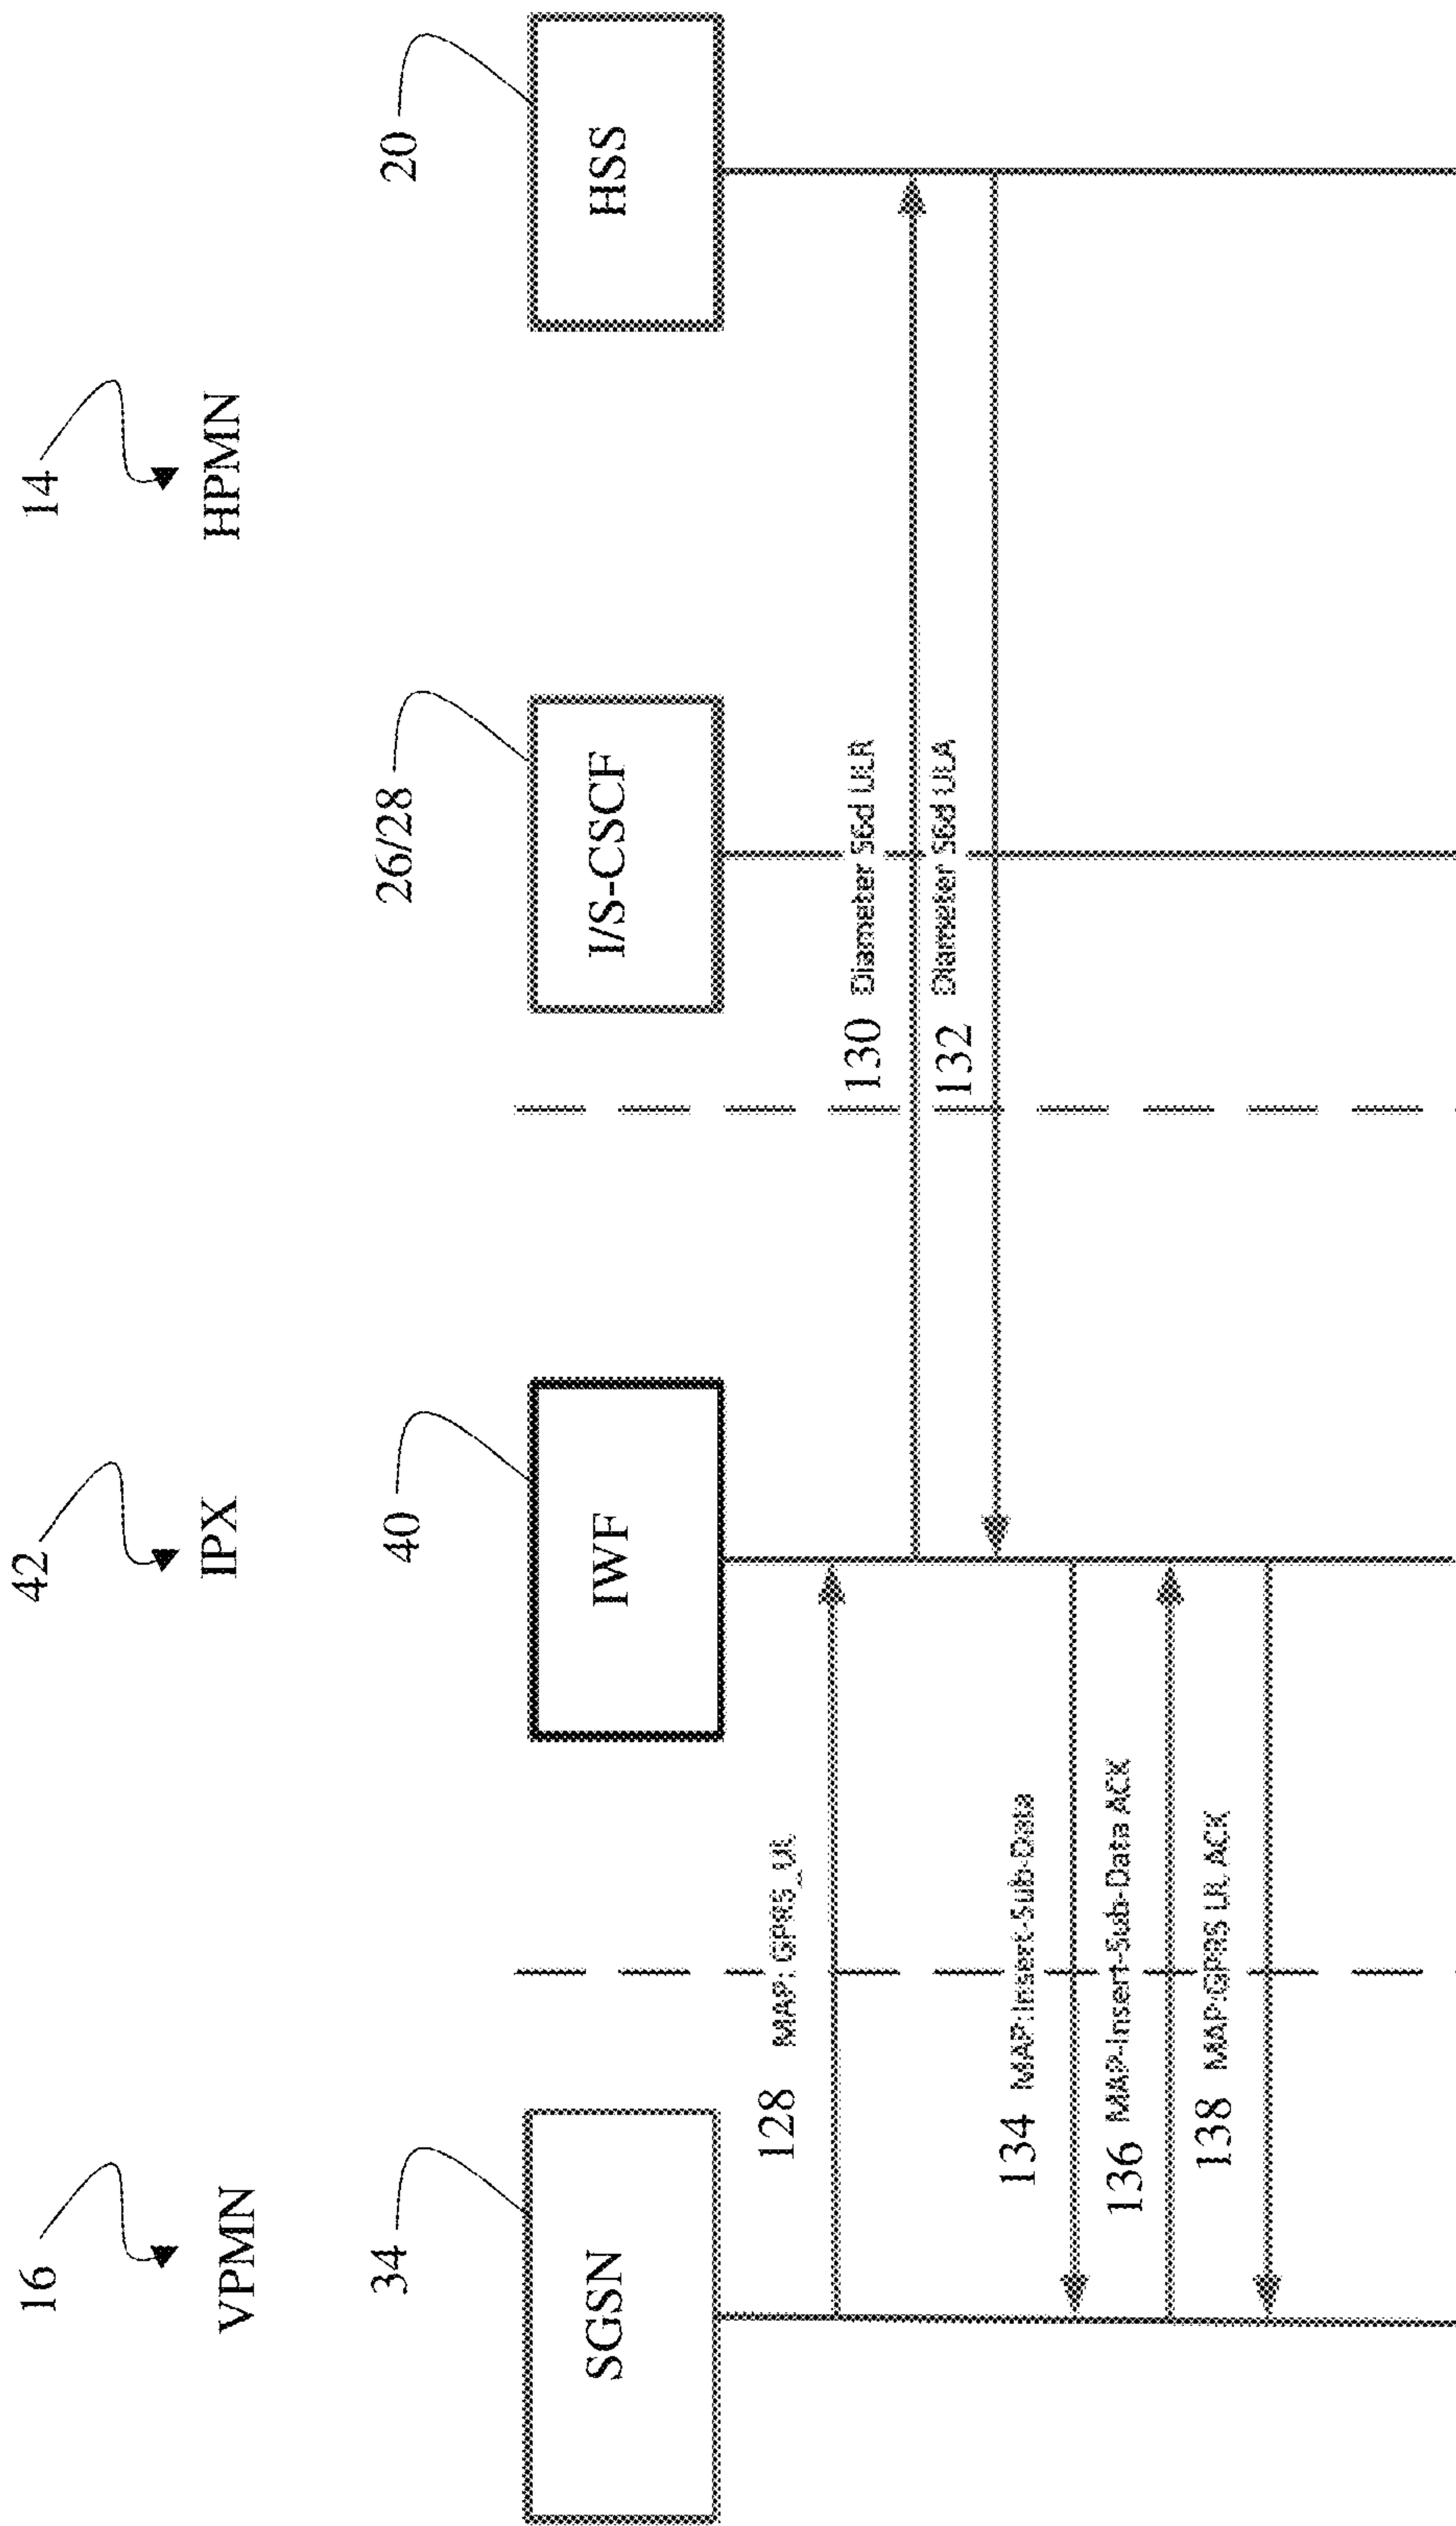 16
42
14
VPMN
IPX
HPMN
34
40
26/28
20
SGSN
IWF
I/S-CSCF
HSS
128 MAP: GPRS_UL
130 Diameter S6d ULR
132 Diameter S6d ULA
134 MAP:Insert-Sub-Data
136 MAP-Insert-Sub-Data ACK
138 MAP:GPRS UL ACK